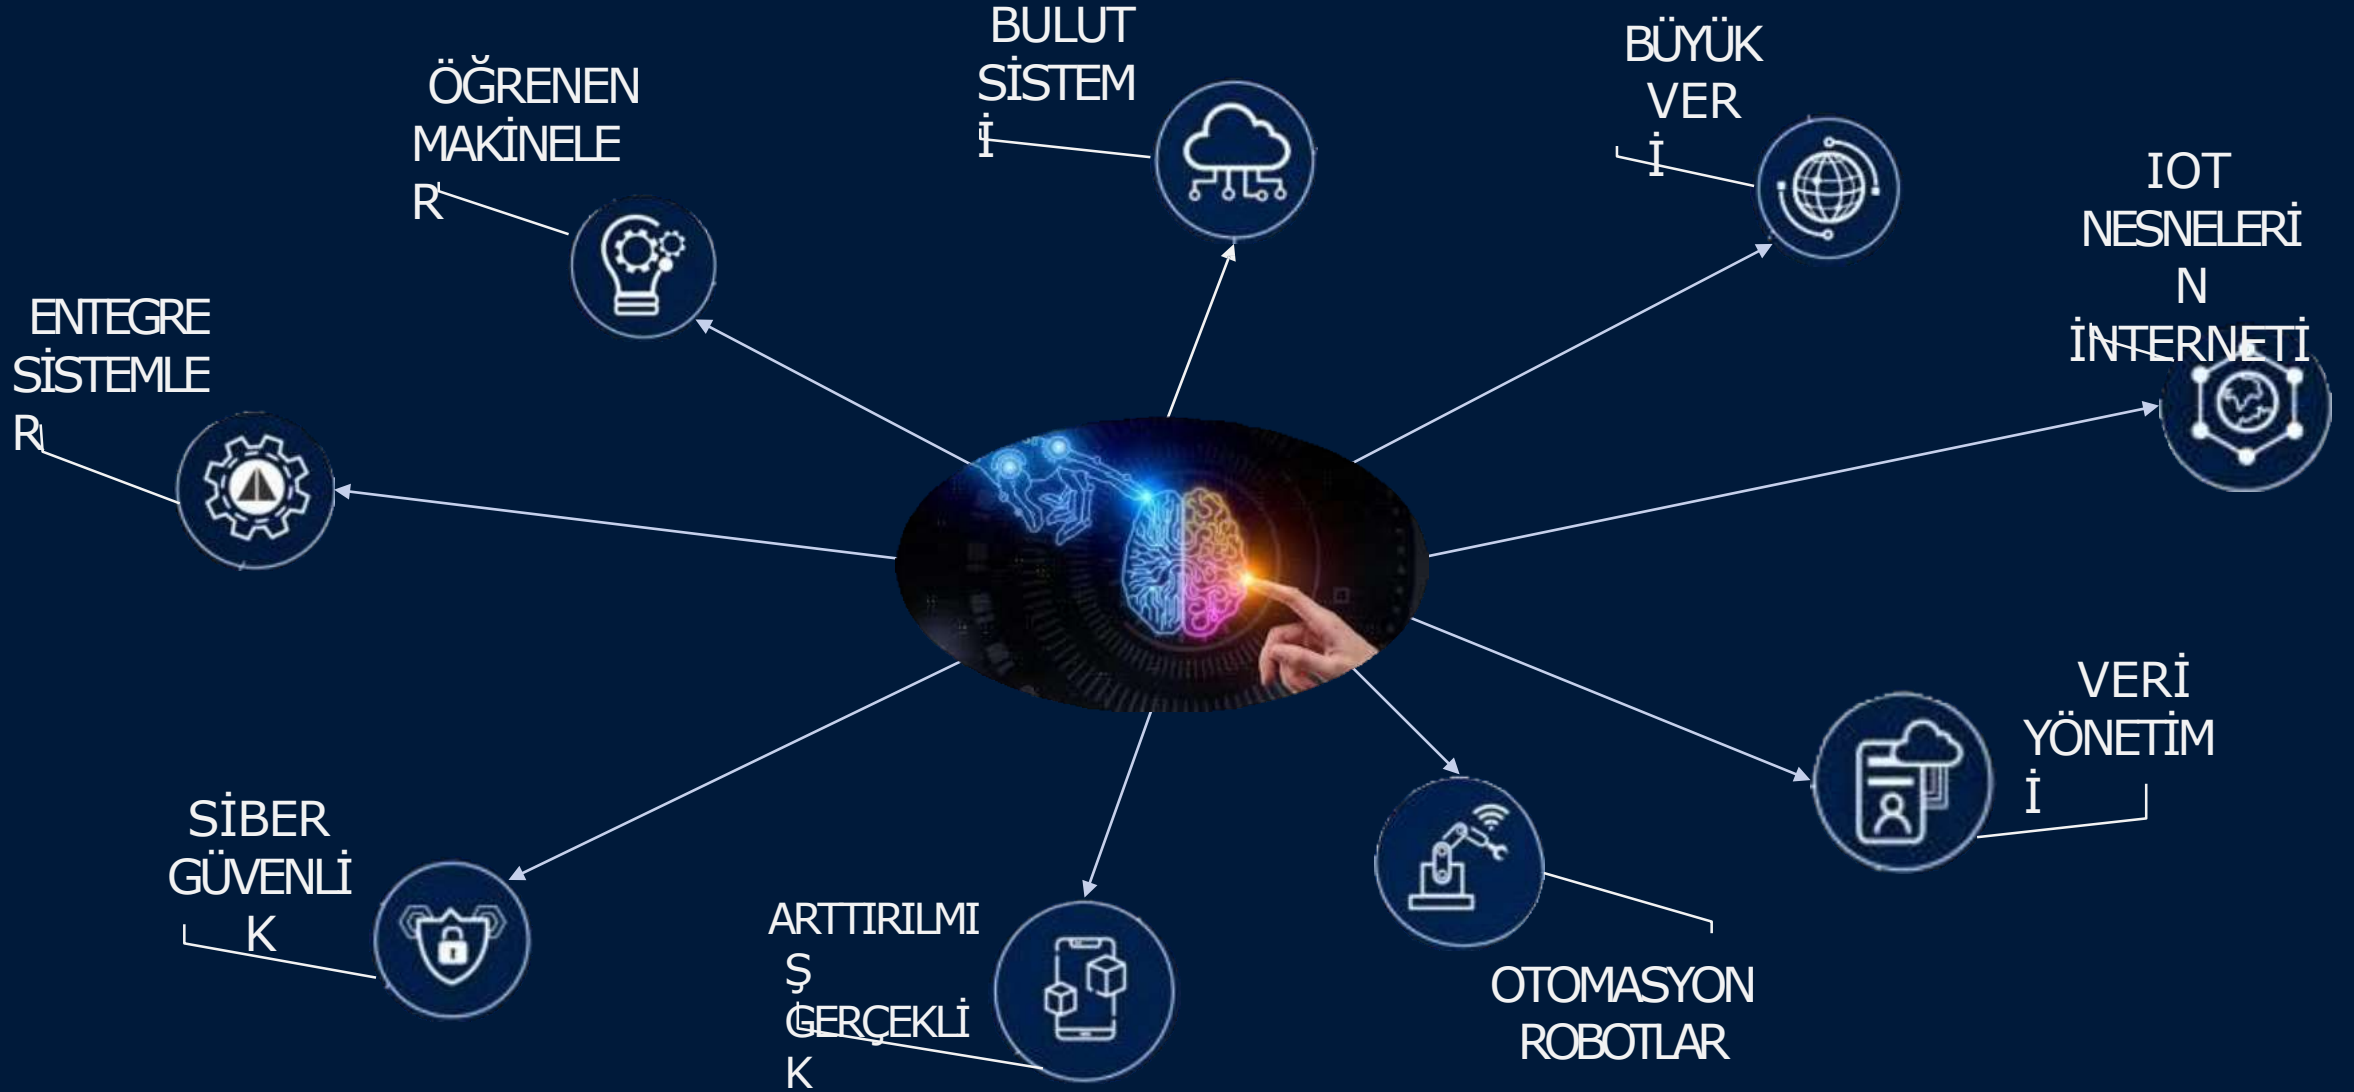 BULUT
SİSTEM
İ
BÜYÜK
VER
İ
ÖĞRENEN
MAKİNELE
R
IOT
NESNELERİ
N
İNTERNETİ
ENTEGRE
SİSTEMLE
R
VERİ
YÖNETİM
İ
SİBER
GÜVENLİ
K
ARTTIRILMI
Ş
GERÇEKLİ
K
OTOMASYON
ROBOTLAR